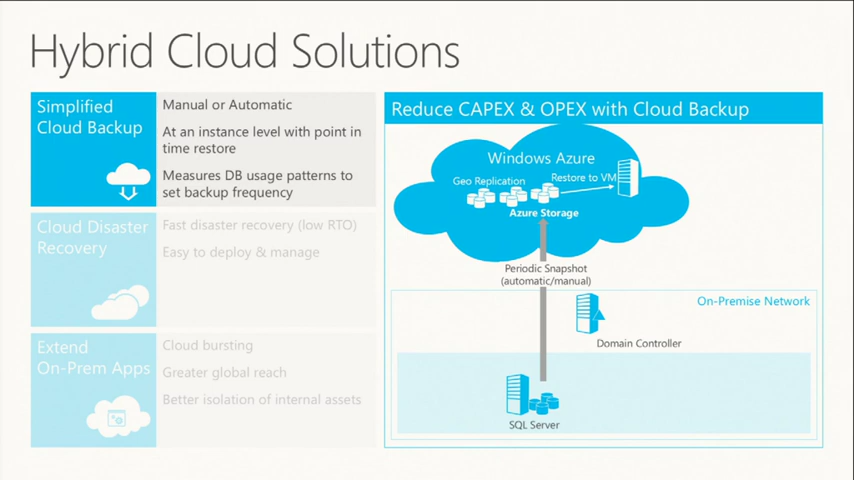 Hybrid Cloud Solutions
Simplified
Cloud Backup
Manual or Automatic
At an instance level with point in
time restore
Measures DB usage patterns to
set backup frequency
Cloud Disaster
Recovery
Fast disaster recovery (low RTO)
Easy to deploy & manage
Extend
On-Prem Apps
Cloud bursting
Greater global reach
Better isolation of internal assets
Reduce CAPEX & OPEX with Cloud Backup
Windows Azure
Geo Replication
Restore to VM
Azure Storage
Periodic Snapshot
(automatic/manual)
On-Premise Network
Domain Controller
SQL Server